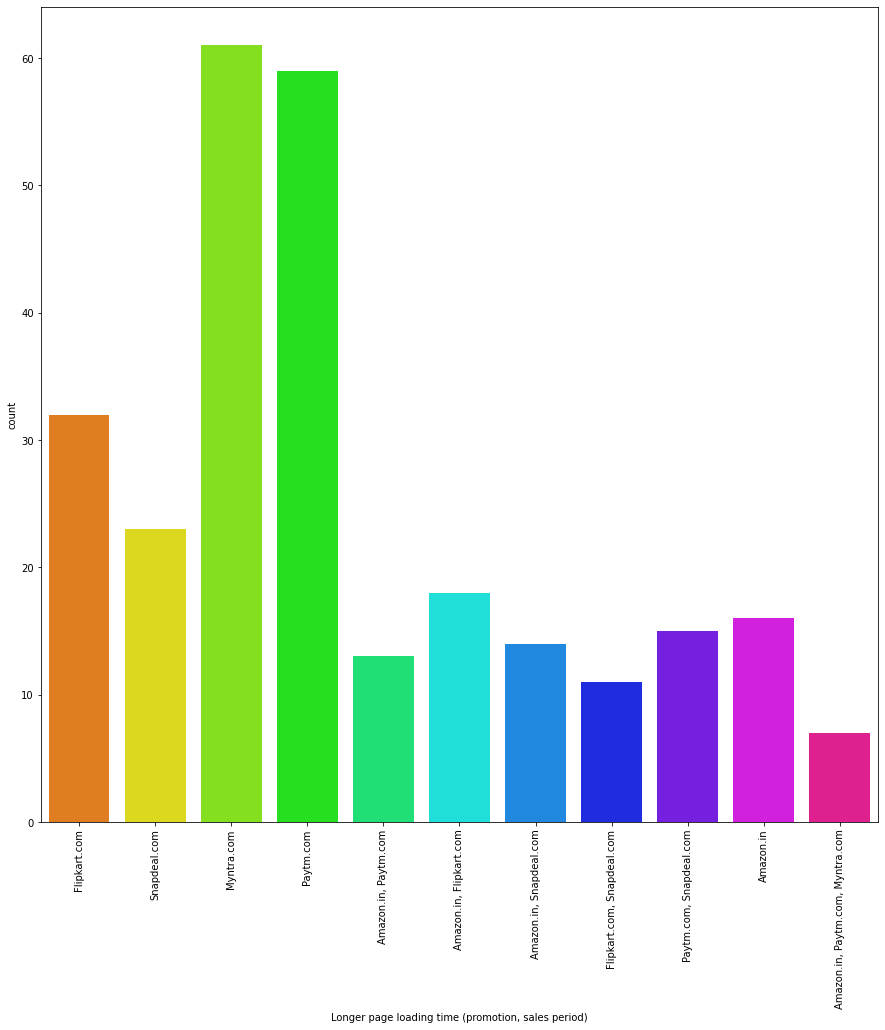 60
50
40
30
20
10
0
count
Flipkart.com
Snapdeal.com
Myntra.com
Paytm.com
Amazon.in, Paytm.com
Amazon.in, Flipkart.com
Amazon.in, Snapdeal.com
Flipkart.com, Snapdeal.com
Paytm.com, Snapdeal.com
Amazon.in
Amazon.in, Paytm.com, Myntra.com
Longer page loading time (promotion, sales period)